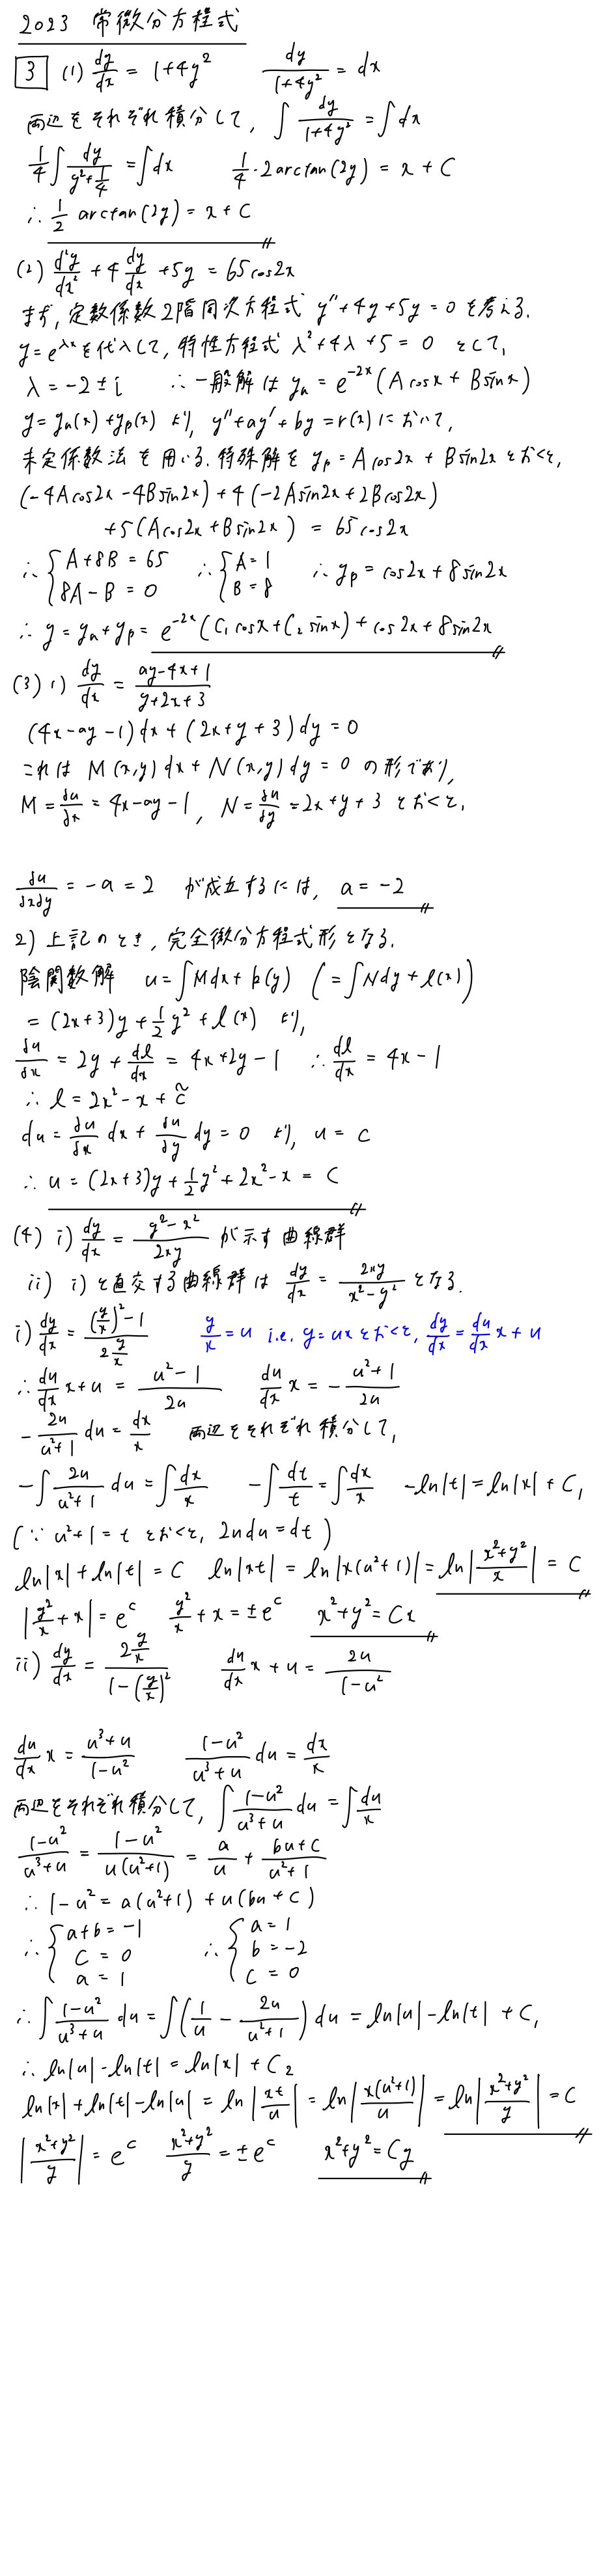 2023 常微分方程式
3 (1) dy/dx = 1+4y² dy/(1+4y²) = dx
両辺をそれぞれ積分して, ∫ dy/(1+4y²) = ∫dx
1/4 ∫ dy/(y²+1/4) = ∫dx 1/4・2arctan(2y) = x + C
∴ 1/2 arctan(2y) = x + C
(2) d²y/dx² + 4 dy/dx + 5y = 65cos2x
まず, 定数係数2階同次方程式 y''+4y+5y=0 を考える.
y=e^{λx}を代入して, 特性方程式 λ²+4λ+5=0 として,
λ = -2±i ∴一般解は y_h = e^{-2x}(A cosx + B sinx)
y=y_h(x)+y_p(x) より, y''+ay'+by=r(x)において,
未定係数法を用いる. 特殊解を y_p = A cos2x + B sin2x とおくと,
(-4A cos2x -4B sin2x)+4(-2A sin2x+2B cos2x)
+5(A cos2x+B sin2x) = 65cos2x
∴ { A+8B = 65 8A-B = 0 ∴ { A=1 B=8 ∴ y_p = cos2x + 8 sin2x
∴ y = y_h + y_p = e^{-2x}(C₁ cosx + C₂ sinx) + cos2x + 8 sin2x
(3) 1) dy/dx = (ay-4x+1)/(y+2x+3)
(4x-ay-1)dx + (2x+y+3)dy = 0
これは M(x,y)dx + N(x,y)dy = 0 の形であり,
M = ∂u/∂x = 4x-ay-1, N = ∂u/∂y = 2x+y+3 とおくと,
∂u/∂x∂y = -a = 2 が成立するには, a = -2
2) 上記のとき, 完全微分方程式形となる.
陰関数解 u = ∫Mdx + k(y) (= ∫Ndy + l(x))
= (2x+3)y + 1/2 y² + l(x) より,
∂u/∂x = 2y + dl/dx = 4x+2y-1 ∴ dl/dx = 4x-1
∴ l = 2x²-x+c̃
du = ∂u/∂x dx + ∂u/∂y dy = 0 より, u = c
∴ u = (2x+3)y + 1/2 y² + 2x² - x = C
(4) i) dy/dx = (y²-x²)/2xy が示す曲線群
ii) i)と直交する曲線群は dy/dx = 2xy/(x²-y²) となる.
i) dy/dx = ((y/x)²-1)/(2 y/x) y/x = u i.e. y=ux とおくと, dy/dx = du/dx x + u
∴ du/dx x+u = (u²-1)/2u du/dx x = -(u²+1)/2u
-2u/(u²+1) du = dx/x 両辺をそれぞれ積分して,
-∫ 2u/(u²+1) du = ∫ dx/x -∫ dt/t = ∫ dx/x -ln|t| = ln|x| + C₁
(∵ u²+1=t とおくと, 2udu=dt)
ln|x|+ln|t| = C ln|xt| = ln|x(u²+1)| = ln|(x²+y²)/x| = C
|y²/x + x| = e^c y²/x + x = ±e^c x²+y² = Cx
ii) dy/dx = (2 y/x)/(1-(y/x)²) du/dx x + u = 2u/(1-u²)
du/dx x = (u³+u)/(1-u²) (1-u²)/(u³+u) du = dx/x
両辺をそれぞれ積分して, ∫ (1-u²)/(u³+u) du = ∫ du/x
(1-u²)/(u³+u) = (1-u²)/(u(u²+1)) = a/u + (bu+c)/(u²+1)
∴ 1-u² = a(u²+1) + u(bu+c)
∴ { a+b = -1 c = 0 a = 1 ∴ { a=1 b=-2 c=0
∴ ∫ (1-u²)/(u³+u) du = ∫(1/u - 2u/(u²+1)) du = ln|u| - ln|t| + C₁
∴ ln|u|-ln|t| = ln|x| + C₂
ln|x|+ln|t|-ln|u| = ln|xt/u| = ln|x(u²+1)/u| = ln|(x²+y²)/y| = C
|(x²+y²)/y| = e^c (x²+y²)/y = ±e^c x²+y² = Cy